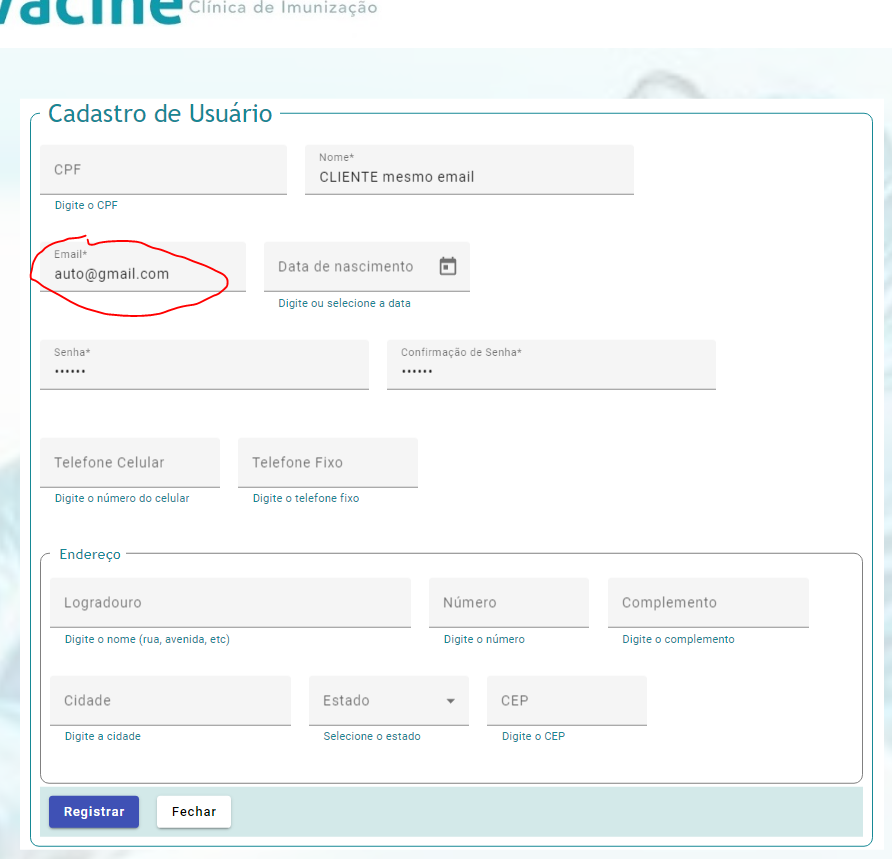 vacine Clínica de Imunização
Cadastro de Usuário
CPF
Nome*
CLIENTE mesmo email
Digite o CPF
Email*
auto@gmail.com
Data de nascimento
Digite ou selecione a data
Senha*
••••••
Confirmação de Senha*
••••••
Telefone Celular
Telefone Fixo
Digite o número do celular
Digite o telefone fixo
Endereço
Logradouro
Número
Complemento
Digite o nome (rua, avenida, etc)
Digite o número
Digite o complemento
Cidade
Estado
CEP
Digite a cidade
Selecione o estado
Digite o CEP
Registrar
Fechar